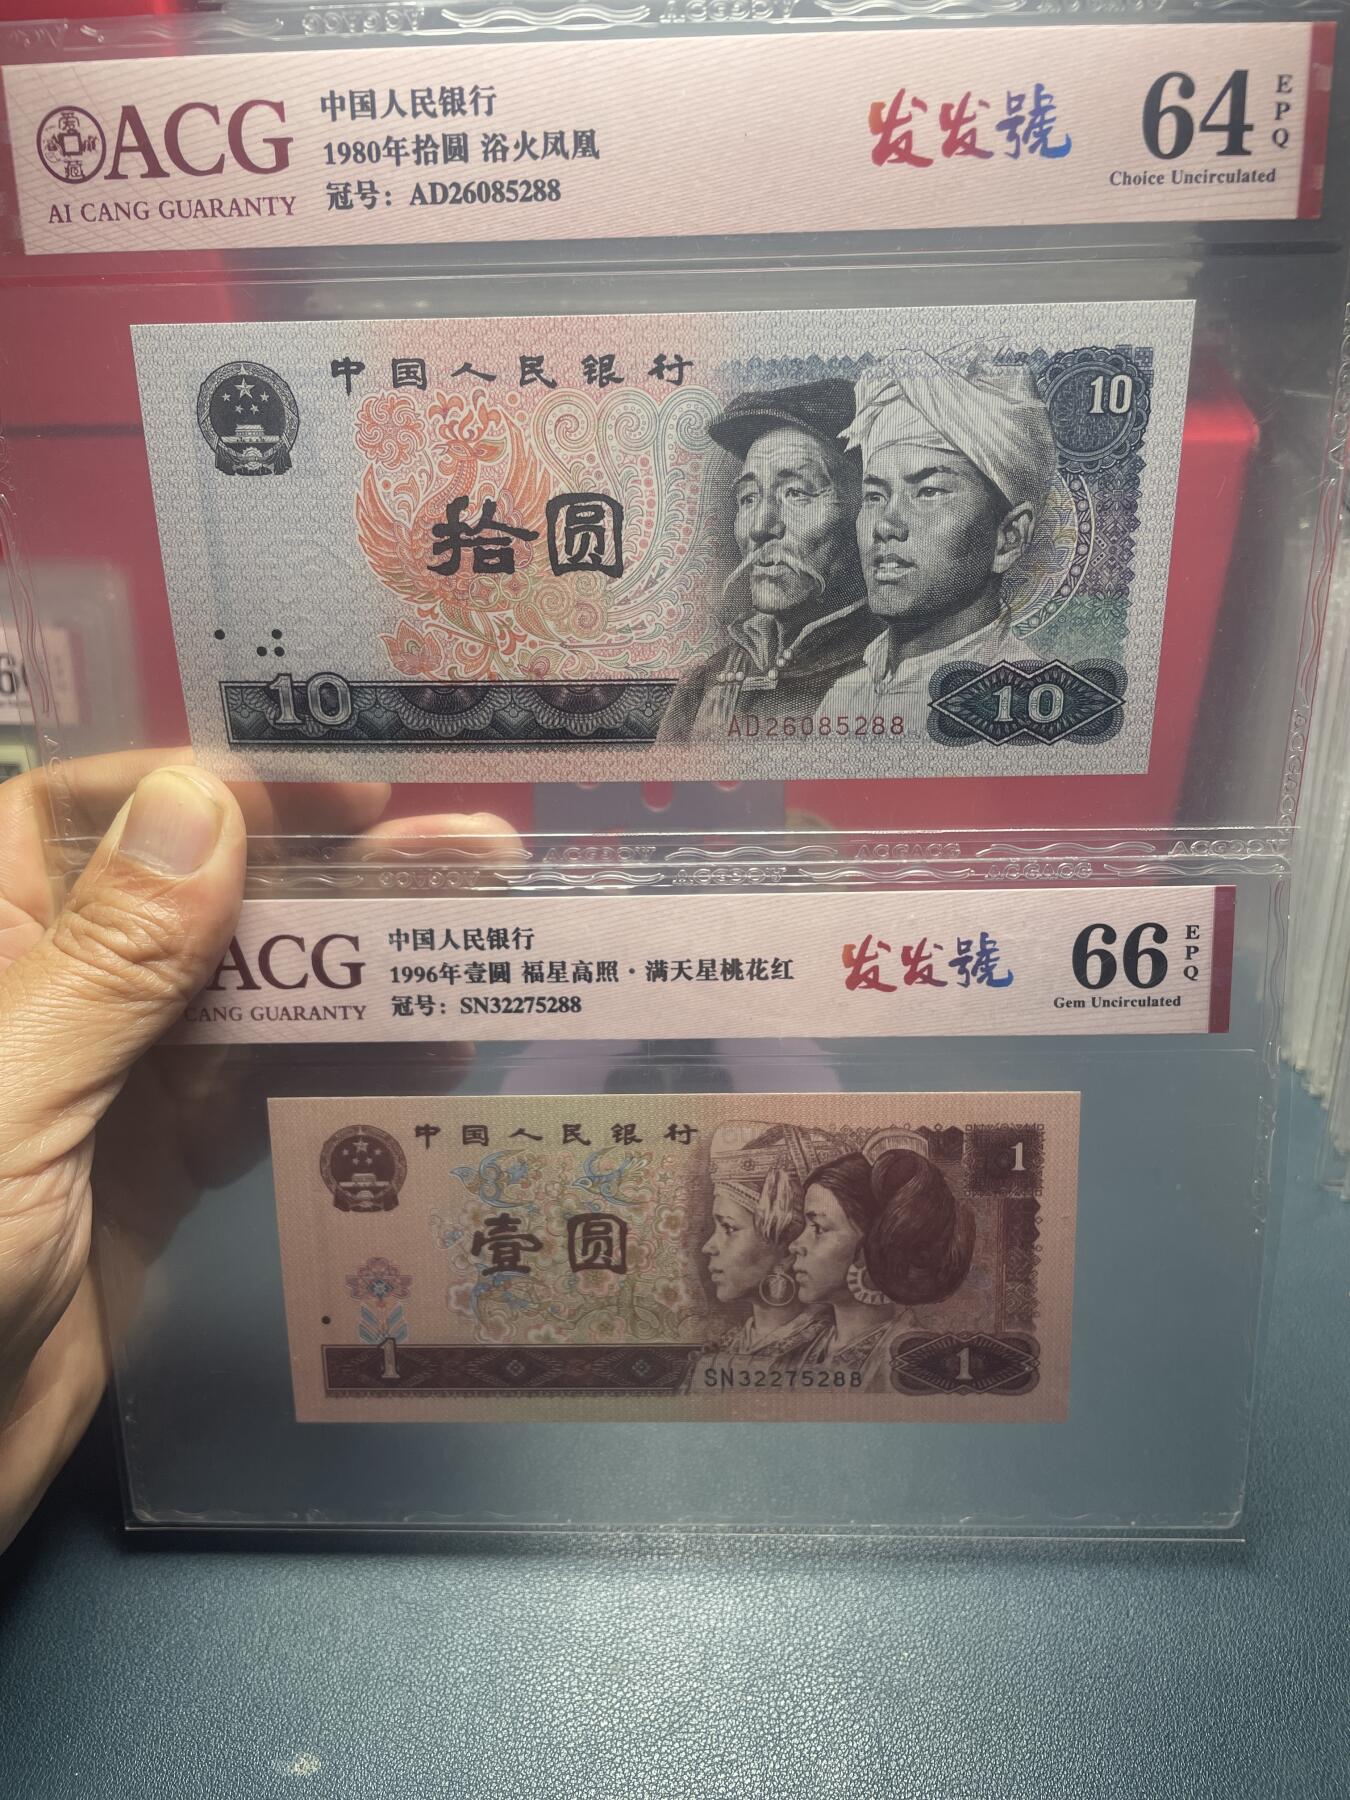 ACG
AI CANG GUARANTY
中国人民银行
1980年拾圆 浴火凤凰
冠号：AD26085288
发发號
64
EPQ
Choice Uncirculated
中国人民银行
10
拾圆
10
AD26085288
10
ACG
CANG GUARANTY
中国人民银行
1996年壹圆 福星高照·满天星桃花红
冠号：SN32275288
发发號
66
EPQ
Gem Uncirculated
中国人民银行
1
壹圆
1
SN32275288
1